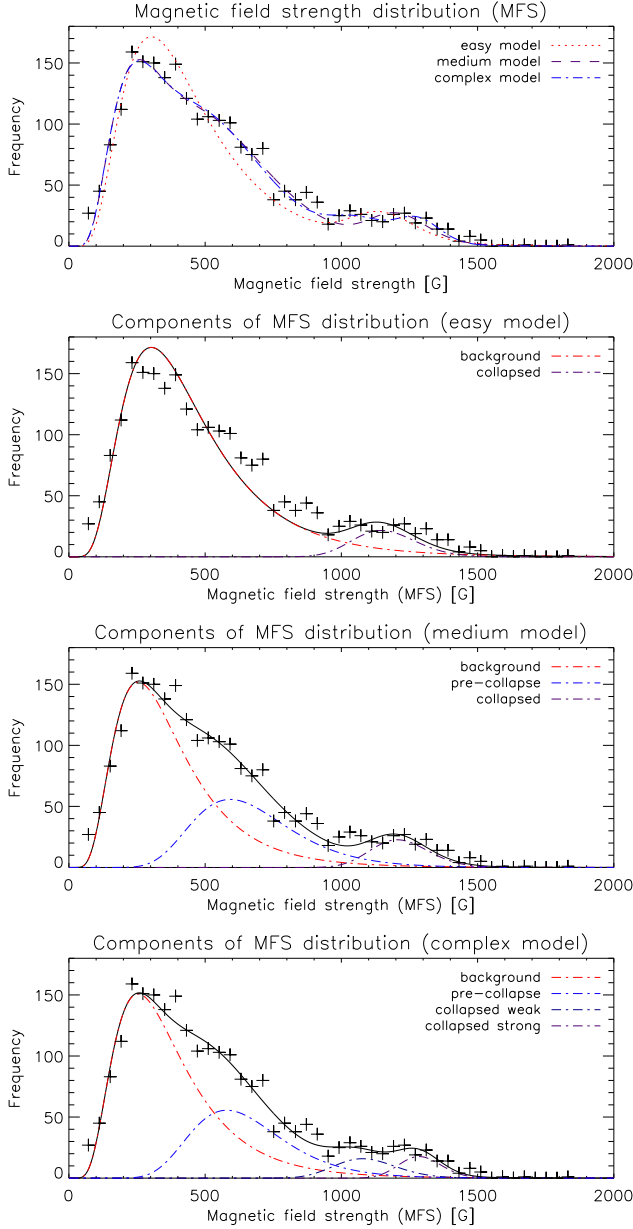 Magnetic field strength distribution (MFS)
easy model
medium model
complex model
Frequency
150
100
50
0
0 500 1000 1500 2000
Magnetic field strength [G]
Components of MFS distribution (easy model)
background
collapsed
Frequency
150
100
50
0
0 500 1000 1500 2000
Magnetic field strength (MFS) [G]
Components of MFS distribution (medium model)
background
pre-collapse
collapsed
Frequency
150
100
50
0
0 500 1000 1500 2000
Magnetic field strength (MFS) [G]
Components of MFS distribution (complex model)
background
pre-collapse
collapsed weak
collapsed strong
Frequency
150
100
50
0
0 500 1000 1500 2000
Magnetic field strength (MFS) [G]